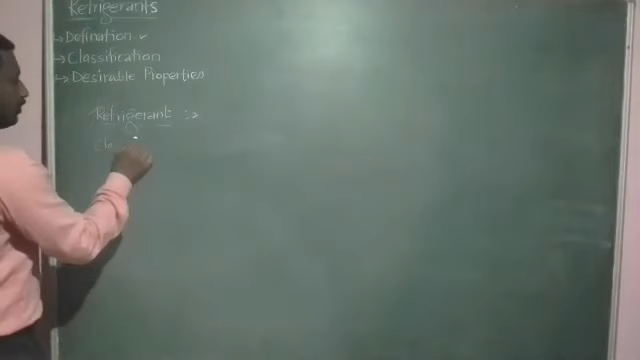 Refrigerants
↳ Defination ✓
↳ Classification
↳ Desirable Properties
Refrigerant :→
Cla